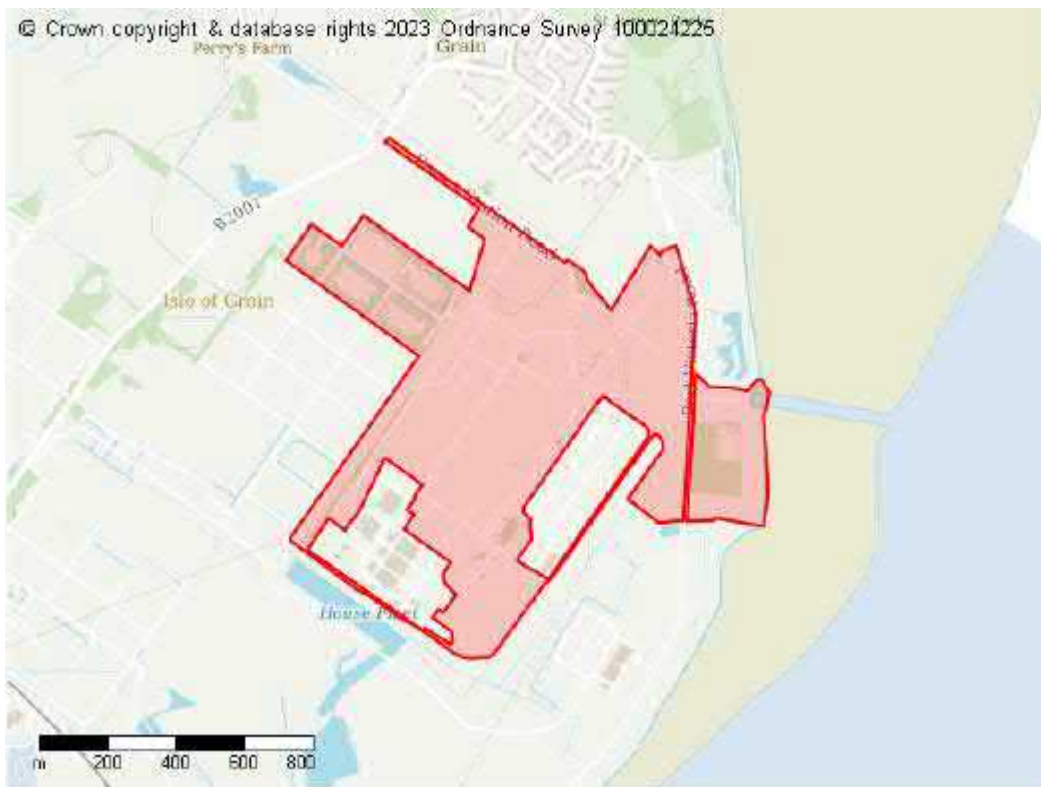 © Crown copyright & database rights 2023 Ordnance Survey 100024225
Perry's Farm
Grain
B2001
Isle of Grain
House Fleet
m 200 400 600 800